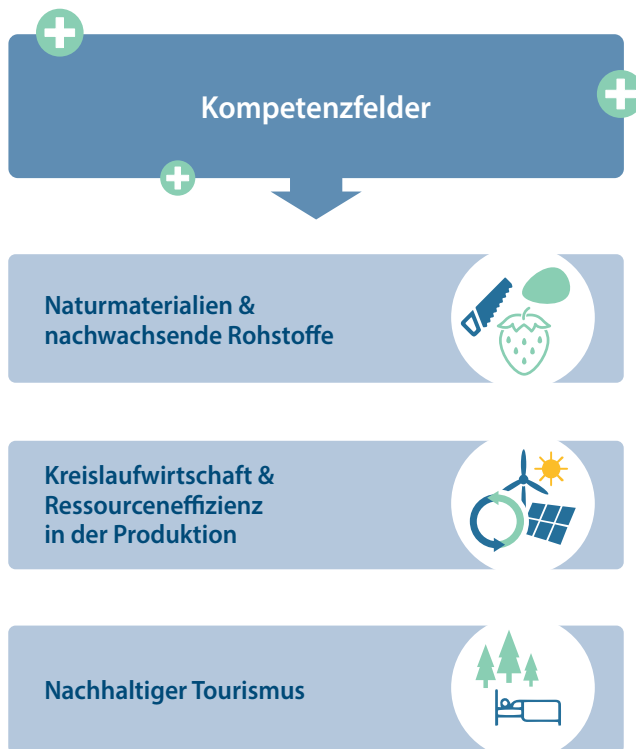 Kompetenzfelder
Naturmaterialien &
nachwachsende Rohstoffe
Kreislaufwirtschaft &
Ressourceneffizienz
in der Produktion
Nachhaltiger Tourismus